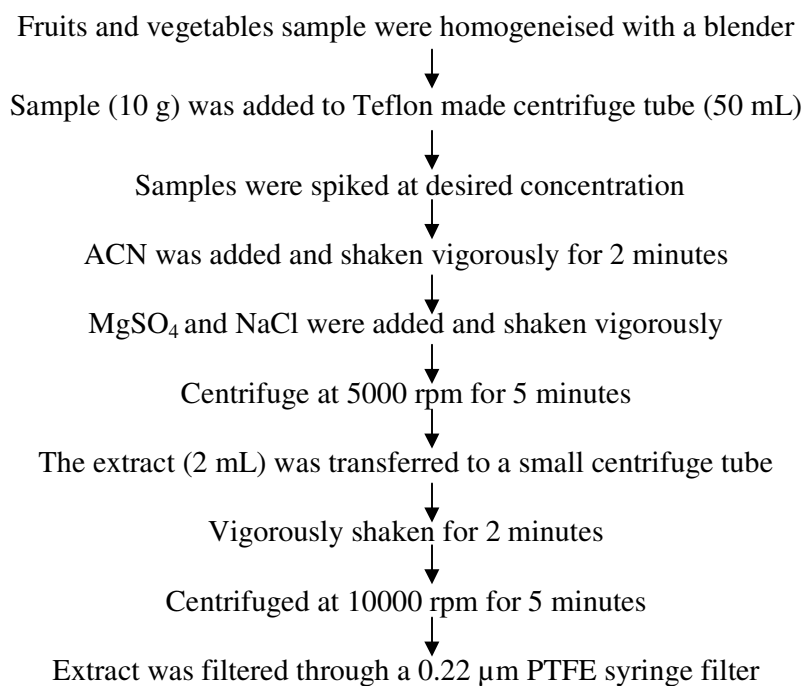 Fruits and vegetables sample were homogeneised with a blender
Sample (10 g) was added to Teflon made centrifuge tube (50 mL)
Samples were spiked at desired concentration
ACN was added and shaken vigorously for 2 minutes
MgSO₄ and NaCl were added and shaken vigorously
Centrifuge at 5000 rpm for 5 minutes
The extract (2 mL) was transferred to a small centrifuge tube
Vigorously shaken for 2 minutes
Centrifuged at 10000 rpm for 5 minutes
Extract was filtered through a 0.22 µm PTFE syringe filter